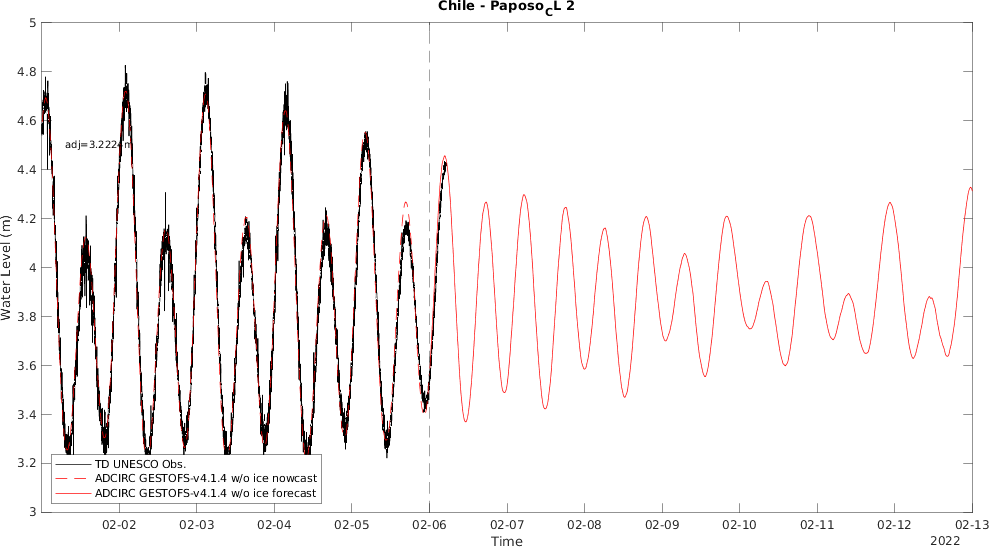 Chile - Paposo_CL 2
5
4.8
4.6
4.4
4.2
4
3.8
3.6
3.4
3.2
3
Water Level (m)
adj=3.2224m
TD UNESCO Obs.
ADCIRC GESTOFS-v4.1.4 w/o ice nowcast
ADCIRC GESTOFS-v4.1.4 w/o ice forecast
02-02 02-03 02-04 02-05 02-06 02-07 02-08 02-09 02-10 02-11 02-12 02-13
Time
2022